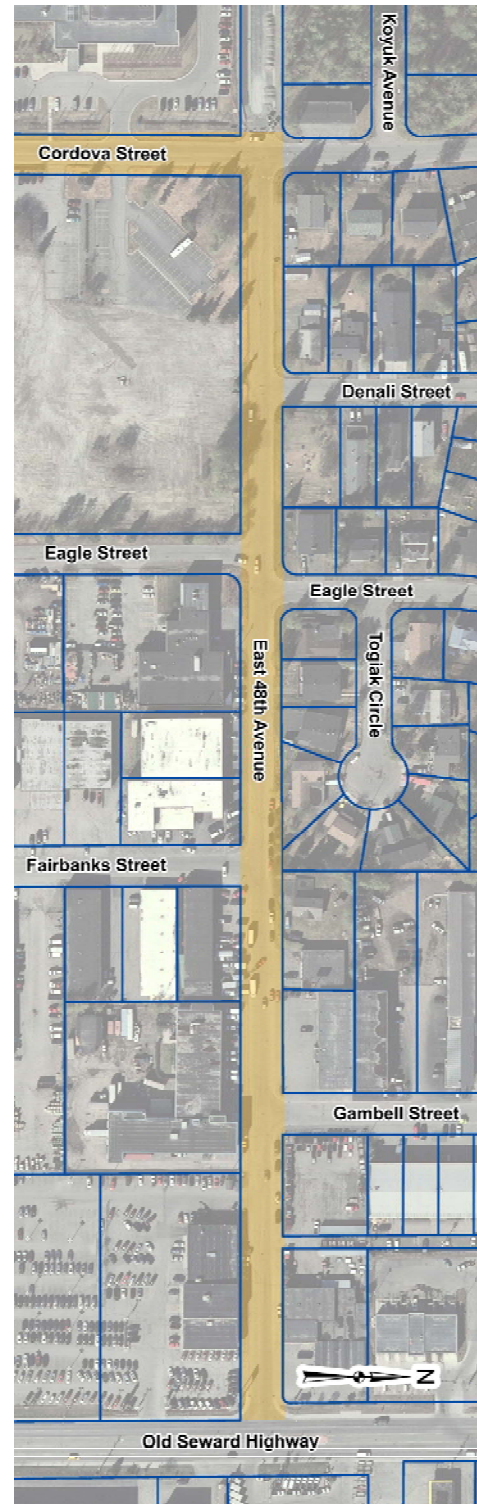 Koyuk Avenue
Cordova Street
Denali Street
Eagle Street
Eagle Street
Togiak Circle
East 48th Avenue
Fairbanks Street
Gambell Street
N
Old Seward Highway